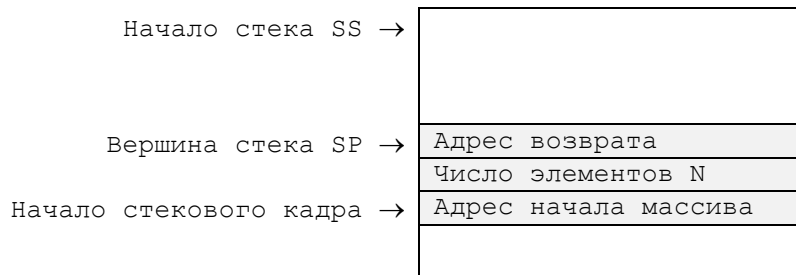 Начало стека SS →
Вершина стека SP → Адрес возврата
Число элементов N
Начало стекового кадра → Адрес начала массива